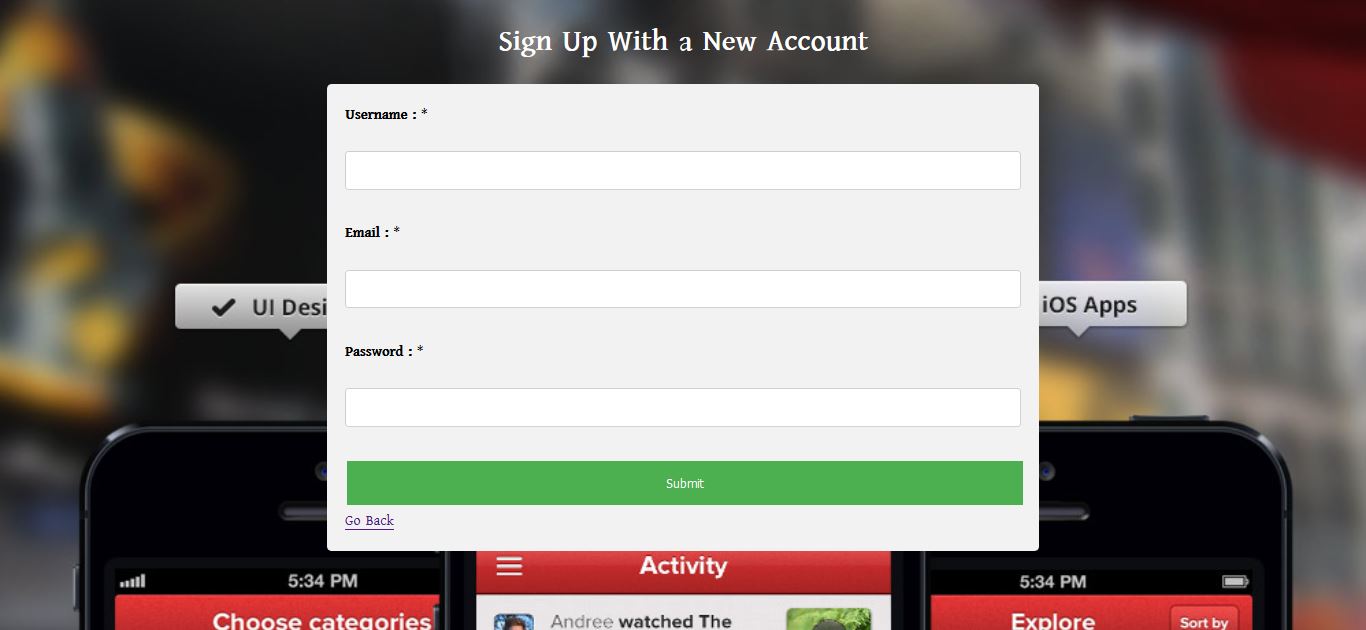 Sign Up With a New Account
Username : *
Email : *
UI Desi
iOS Apps
Password : *
Submit
Go Back
Activity
5:34 PM
5:34 PM
Choose categories
Andree watched The
Explore
Sort by